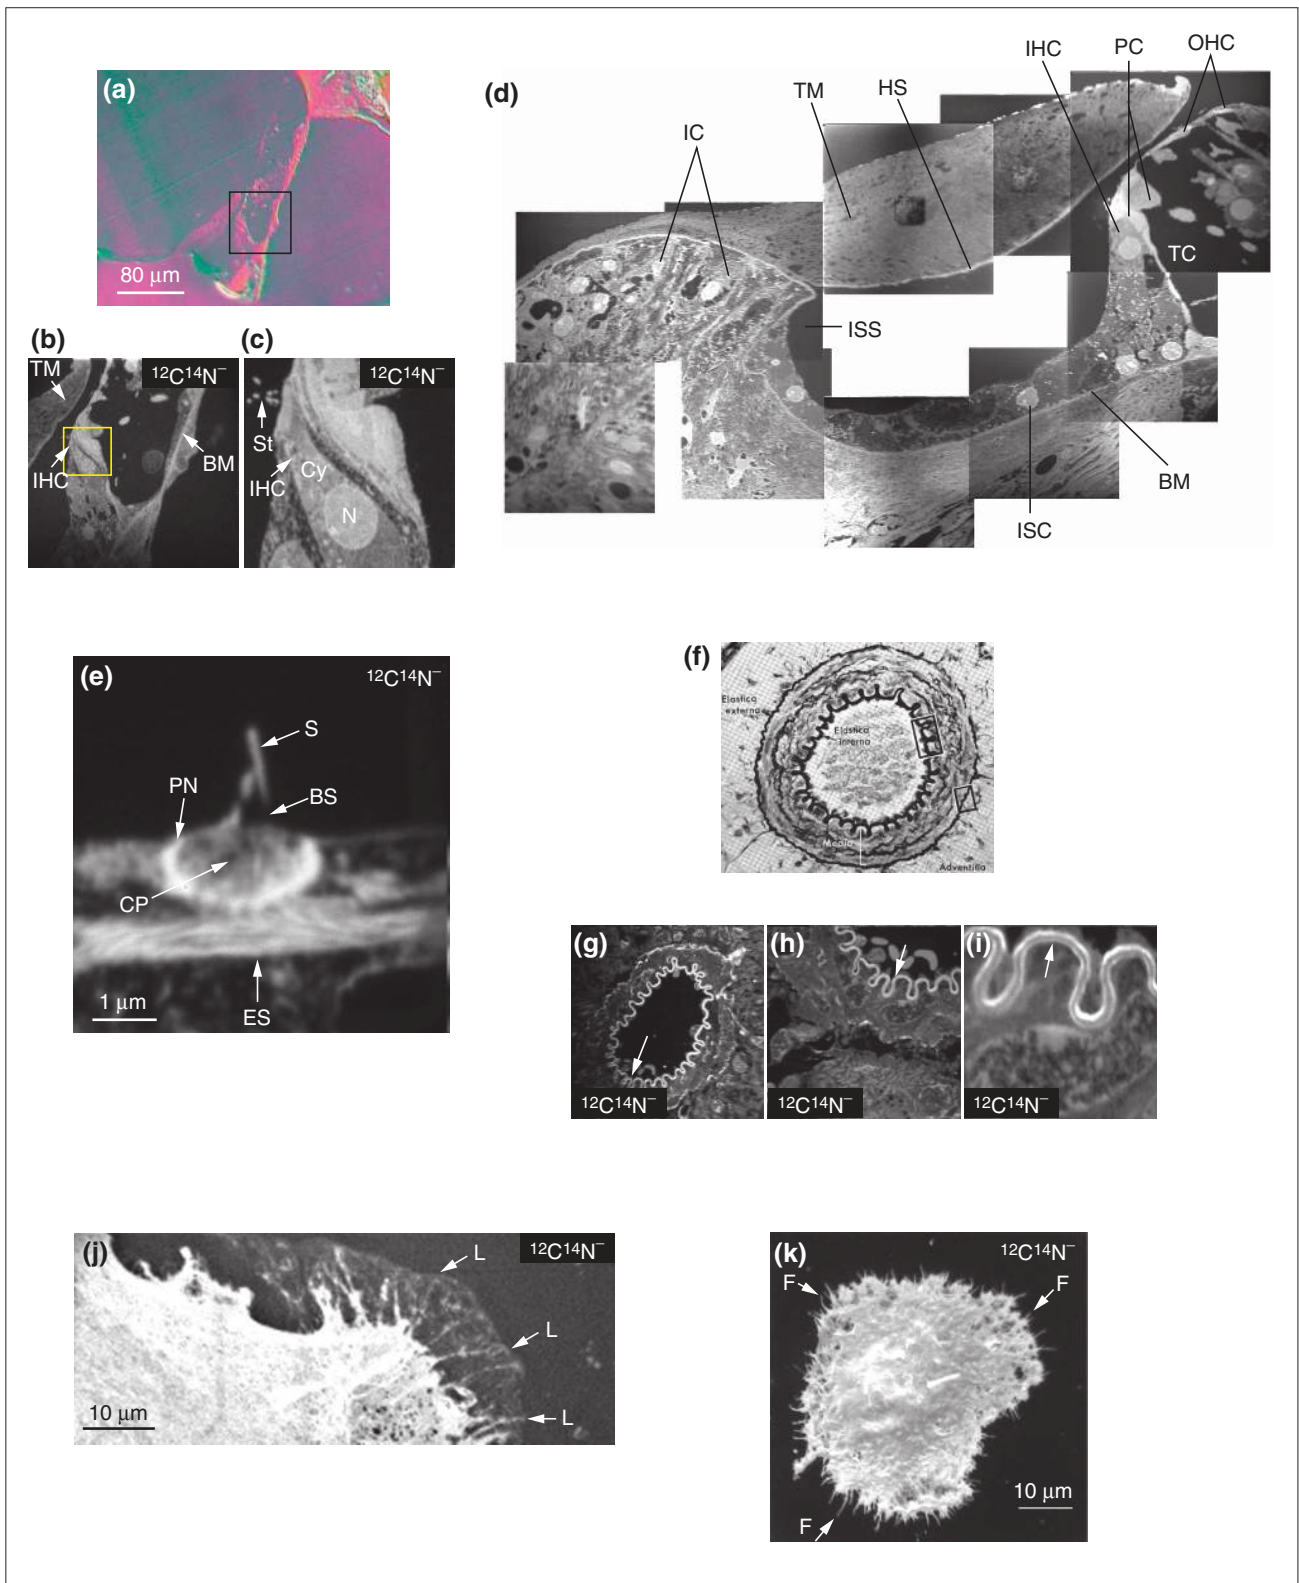 (a)
80 μm
(b)
¹²C¹⁴N⁻
TM
IHC
BM
(c)
¹²C¹⁴N⁻
St
Cy
IHC
N
(d)
IHC
PC
OHC
TM
HS
IC
TC
ISS
BM
ISC
(e)
¹²C¹⁴N⁻
S
PN
BS
CP
1 μm
ES
(f)
Elastica
externa
Elastica
interna
Media
Adventitia
(g)
¹²C¹⁴N⁻
(h)
¹²C¹⁴N⁻
(i)
¹²C¹⁴N⁻
(j)
¹²C¹⁴N⁻
L
L
L
10 μm
(k)
¹²C¹⁴N⁻
F
F
10 μm
F